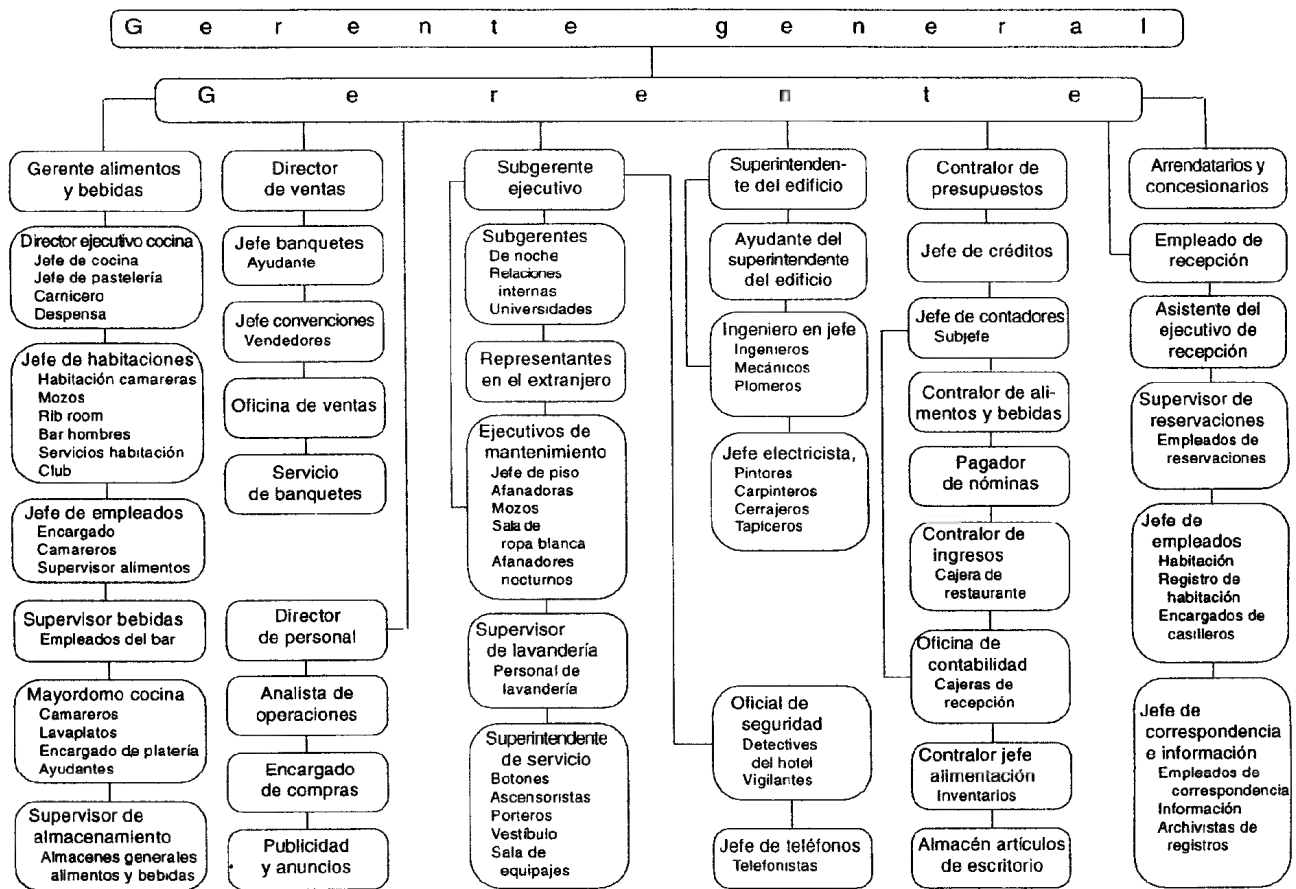 Gerente general
Gerente
Gerente alimentos
y bebidas
Director ejecutivo cocina
Jefe de cocina
Jefe de pastelería
Carnicero
Despensa
Jefe de habitaciones
Habitación camareras
Mozos
Rib room
Bar hombres
Servicios habitación
Club
Jefe de empleados
Encargado
Camareros
Supervisor alimentos
Supervisor bebidas
Empleados del bar
Mayordomo cocina
Camareros
Lavaplatos
Encargado de platería
Ayudantes
Supervisor de
almacenamiento
Almacenes generales
alimentos y bebidas
Director
de ventas
Jefe banquetes
Ayudante
Jefe convenciones
Vendedores
Oficina de ventas
Servicio
de banquetes
Director
de personal
Analista de
operaciones
Encargado
de compras
Publicidad
y anuncios
Subgerente
ejecutivo
Subgerentes
De noche
Relaciones
internas
Universidades
Representantes
en el extranjero
Ejecutivos de
mantenimiento
Jefe de piso
Afanadoras
Mozos
Sala de
ropa blanca
Afanadores
nocturnos
Supervisor
de lavandería
Personal de
lavandería
Superintendente
de servicio
Botones
Ascensoristas
Porteros
Vestíbulo
Sala de
equipajes
Superintenden-
te del edificio
Ayudante del
superintendente
del edificio
Ingeniero en jefe
Ingenieros
Mecánicos
Plomeros
Jefe electricista,
Pintores
Carpinteros
Cerrajeros
Tapiceros
Oficial de
seguridad
Detectives
del hotel
Vigilantes
Jefe de teléfonos
Telefonistas
Contralor de
presupuestos
Jefe de créditos
Jefe de contadores
Subjefe
Contralor de ali-
mentos y bebidas
Pagador
de nóminas
Contralor de
ingresos
Cajera de
restaurante
Oficina de
contabilidad
Cajeras de
recepción
Contralor jefe
alimentación
Inventarios
Almacén artículos
de escritorio
Arrendatarios y
concesionarios
Empleado de
recepción
Asistente del
ejecutivo de
recepción
Supervisor de
reservaciones
Empleados de
reservaciones
Jefe de
empleados
Habitación
Registro de
habitación
Encargados de
casilleros
Jefe de
correspondencia
e información
Empleados de
correspondencia
Información
Archivistas de
registros